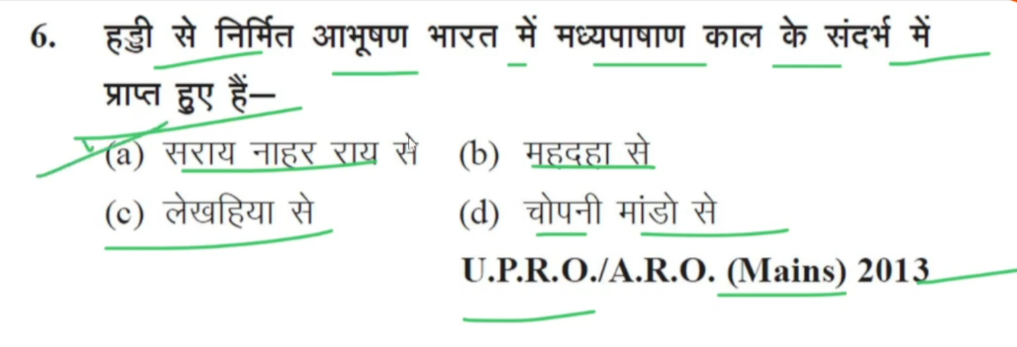 6. हड्डी से निर्मित आभूषण भारत में मध्यपाषाण काल के संदर्भ में
प्राप्त हुए हैं—
(a) सराय नाहर राय से (b) महदहा से
(c) लेखहिया से (d) चोपनी मांडो से
U.P.R.O./A.R.O. (Mains) 2013